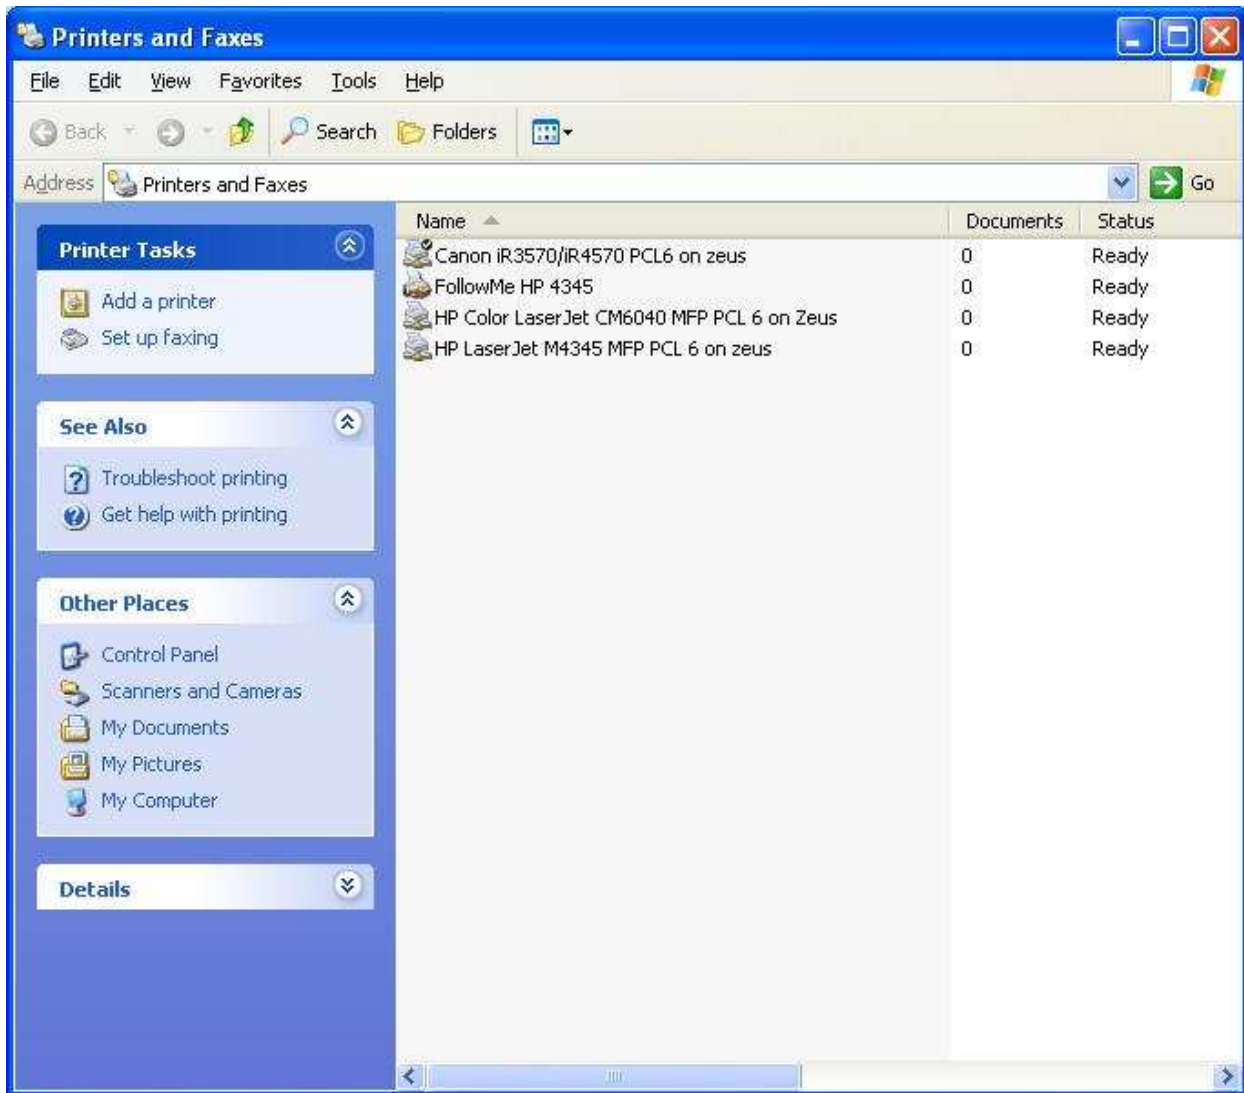 Printers and Faxes
File Edit View Favorites Tools Help
Back Search Folders
Address Printers and Faxes Go
Printer Tasks
Add a printer
Set up faxing
See Also
Troubleshoot printing
Get help with printing
Other Places
Control Panel
Scanners and Cameras
My Documents
My Pictures
My Computer
Details
Name Documents Status
Canon iR3570/iR4570 PCL6 on zeus 0 Ready
FollowMe HP 4345 0 Ready
HP Color LaserJet CM6040 MFP PCL 6 on Zeus 0 Ready
HP LaserJet M4345 MFP PCL 6 on zeus 0 Ready